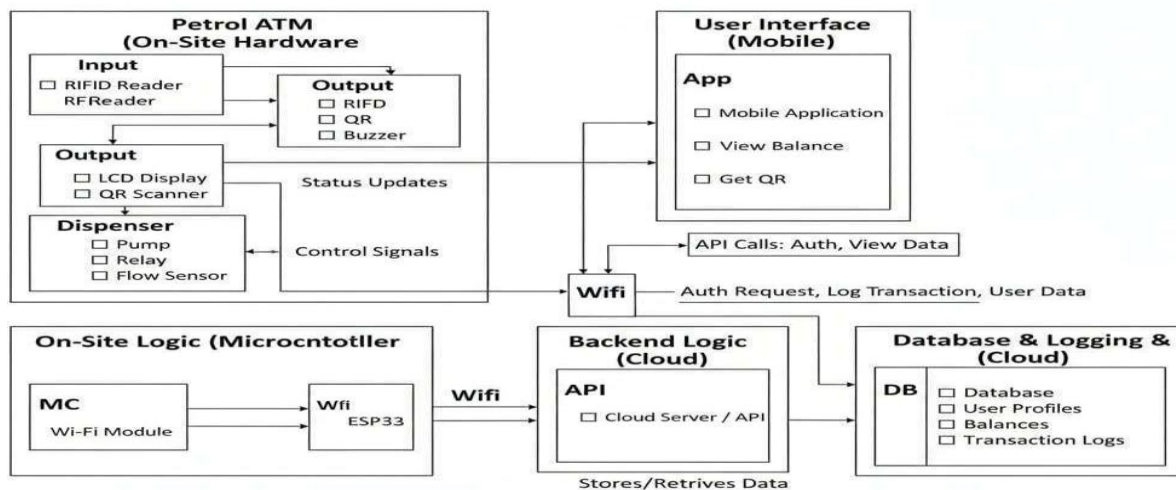 Petrol ATM
(On-Site Hardware
Input
RIFID Reader
RFReader
Output
RIFD
QR
Buzzer
Output
LCD Display
QR Scanner
Status Updates
Dispenser
Pump
Relay
Flow Sensor
Control Signals
User Interface
(Mobile)
App
Mobile Application
View Balance
Get QR
API Calls: Auth, View Data
Wifi
Auth Request, Log Transaction, User Data
On-Site Logic (Microcntotller
MC
Wi-Fi Module
Wfi
ESP33
Wifi
Backend Logic
(Cloud)
API
Cloud Server / API
Stores/Retrives Data
Database & Logging &
(Cloud)
DB
Database
User Profiles
Balances
Transaction Logs